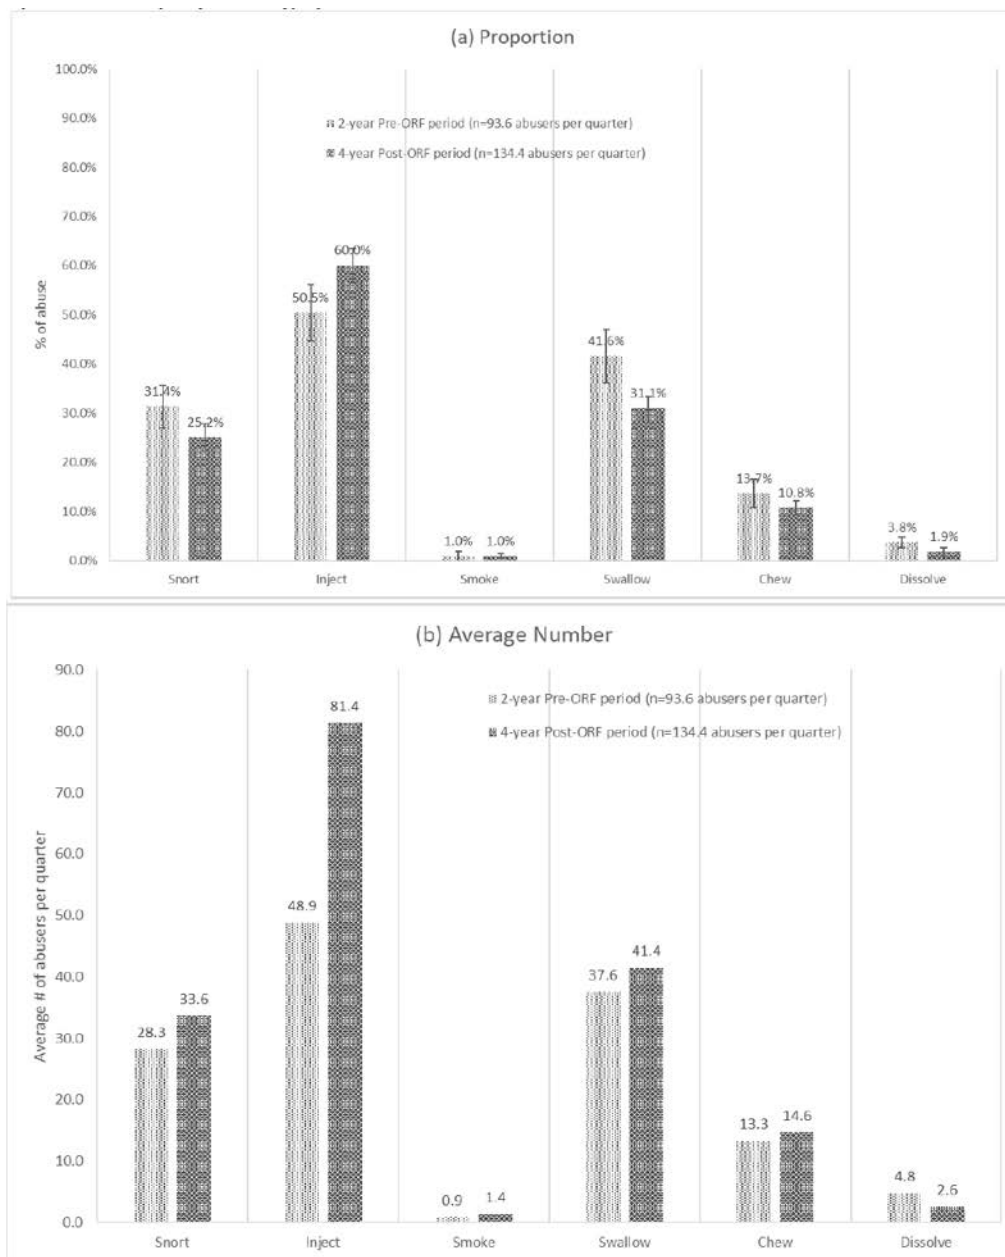 (a) Proportion
100.0%
90.0%
80.0%
70.0%
60.0%
50.0%
40.0%
30.0%
20.0%
10.0%
0.0%
% of abuse
2-year Pre-ORF period (n=93.6 abusers per quarter)
4-year Post-ORF period (n=134.4 abusers per quarter)
31.4%
25.2%
50.5%
60.0%
1.0%
1.0%
41.6%
31.1%
13.7%
10.8%
3.8%
1.9%
Snort
Inject
Smoke
Swallow
Chew
Dissolve
(b) Average Number
90.0
80.0
70.0
60.0
50.0
40.0
30.0
20.0
10.0
0.0
Average # of abusers per quarter
2-year Pre-ORF period (n=93.6 abusers per quarter)
4-year Post-ORF period (n=134.4 abusers per quarter)
28.3
33.6
48.9
81.4
0.9
1.4
37.6
41.4
13.3
14.6
4.8
2.6
Snort
Inject
Smoke
Swallow
Chew
Dissolve